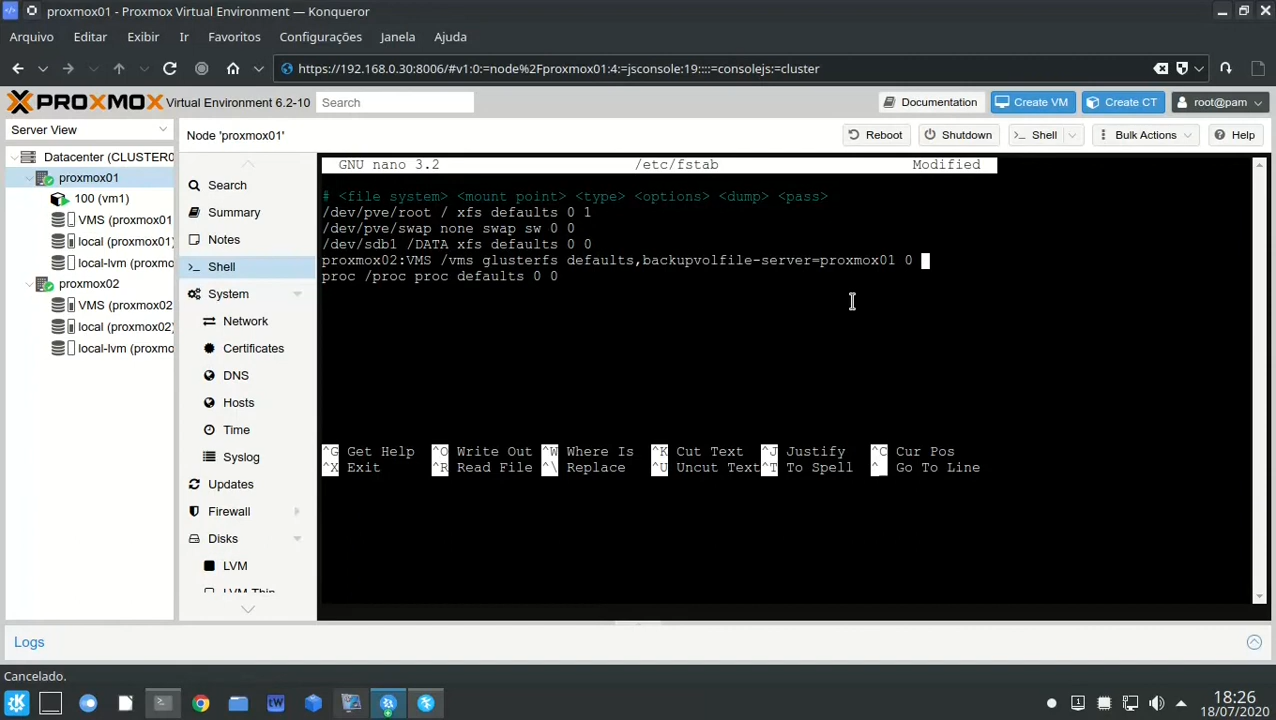 proxmox01 - Proxmox Virtual Environment — Konqueror
Arquivo Editar Exibir Ir Favoritos Configurações Janela Ajuda
https://192.168.0.30:8006/#v1:0:=node%2Fproxmox01:4:=jsconsole:19::::=consolejs:=cluster
PROXMOX Virtual Environment 6.2-10 Search Documentation Create VM Create CT root@pam
Server View
Node 'proxmox01'
Reboot Shutdown >_ Shell Bulk Actions Help
Datacenter (CLUSTER0
proxmox01
100 (vm1)
VMS (proxmox01
local (proxmox01)
local-lvm (proxmo
proxmox02
VMS (proxmox02
local (proxmox02)
local-lvm (proxmo
Search
Summary
Notes
>_ Shell
System
Network
Certificates
DNS
Hosts
Time
Syslog
Updates
Firewall
Disks
LVM
LVM-Thin
GNU nano 3.2 /etc/fstab Modified
# <file system> <mount point> <type> <options> <dump> <pass>
/dev/pve/root / xfs defaults 0 1
/dev/pve/swap none swap sw 0 0
/dev/sdb1 /DATA xfs defaults 0 0
proxmox02:VMS /vms glusterfs defaults,backupvolfile-server=proxmox01 0
proc /proc proc defaults 0 0
^G Get Help ^O Write Out ^W Where Is ^K Cut Text ^J Justify ^C Cur Pos
^X Exit ^R Read File ^\ Replace ^U Uncut Text ^T To Spell ^_ Go To Line
Logs
Cancelado.
18:26
18/07/2020